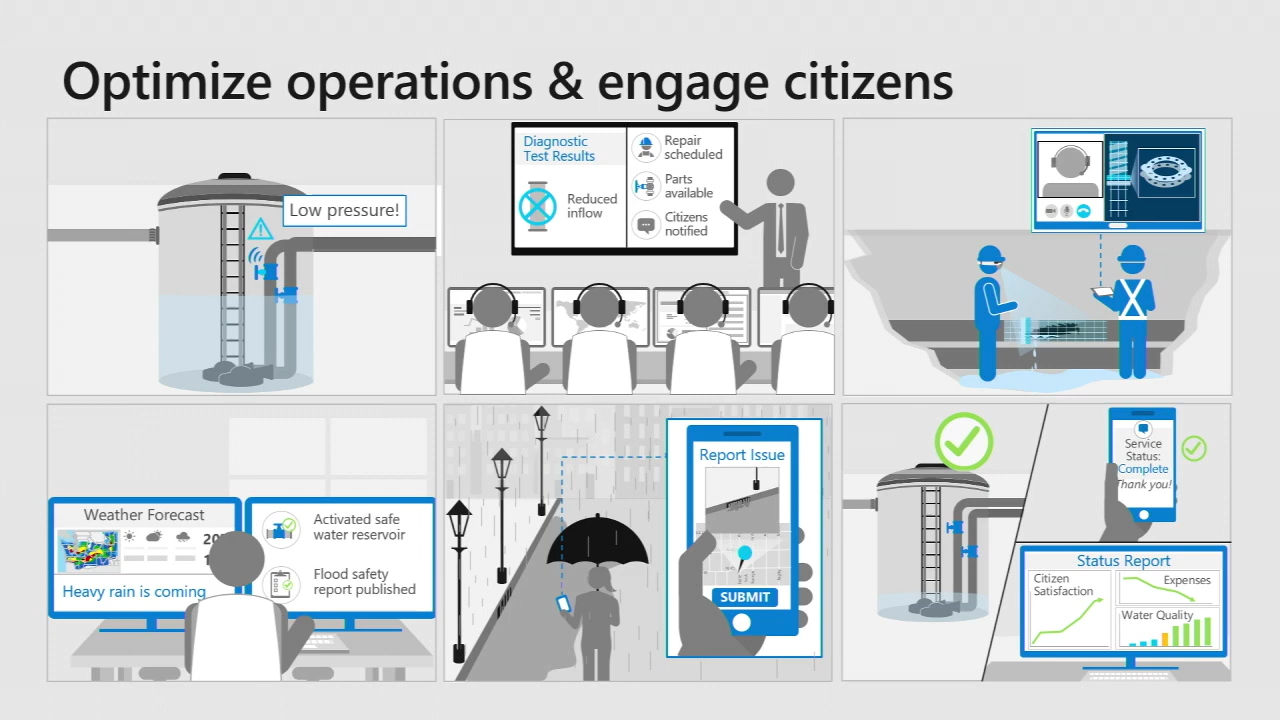 Optimize operations & engage citizens
Low pressure!
Diagnostic
Test Results
Reduced
inflow
Repair
scheduled
Parts
available
Citizens
notified
Weather Forecast
20
Heavy rain is coming
Activated safe
water reservoir
Flood safety
report published
Report Issue
SUBMIT
Service
Status:
Complete
Thank you!
Status Report
Citizen
Satisfaction
Expenses
Water Quality